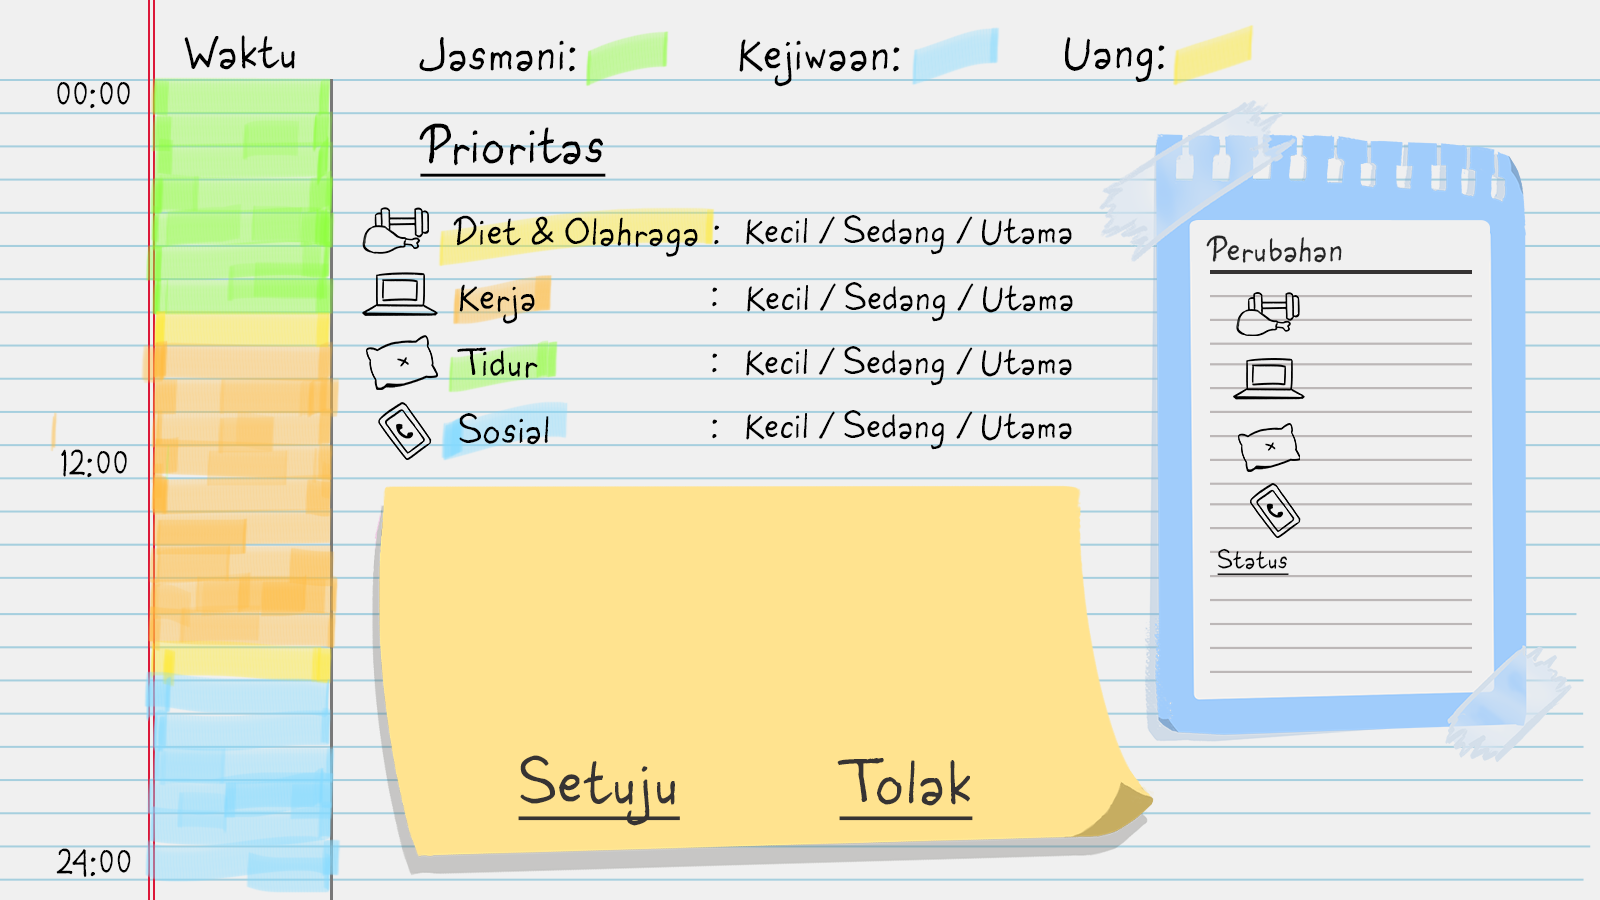 Waktu
Jasmani:
Kejiwaan:
Uang:
00:00
12:00
24:00
Prioritas
Diet & Olahraga : Kecil / Sedang / Utama
Kerja : Kecil / Sedang / Utama
Tidur : Kecil / Sedang / Utama
Sosial : Kecil / Sedang / Utama
Setuju
Tolak
Perubahan
Status